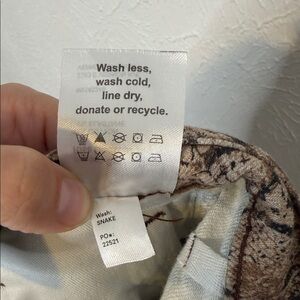 Wash less,
wash cold,
line dry,
donate or recycle.
Wash:
SNAKE
PO#:
22521